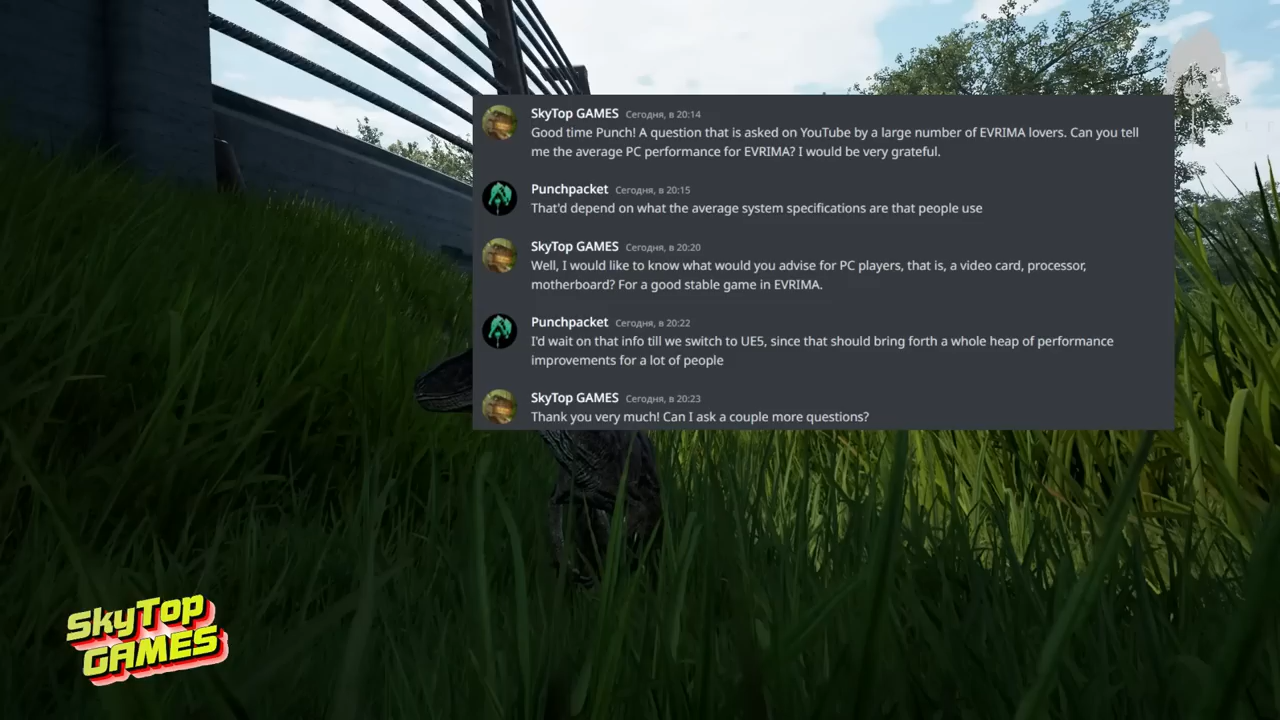 SkyTop GAMES Сегодня, в 20:14
Good time Punch! A question that is asked on YouTube by a large number of EVRIMA lovers. Can you tell
me the average PC performance for EVRIMA? I would be very grateful.
Punchpacket Сегодня, в 20:15
That'd depend on what the average system specifications are that people use
SkyTop GAMES Сегодня, в 20:20
Well, I would like to know what would you advise for PC players, that is, a video card, processor,
motherboard? For a good stable game in EVRIMA.
Punchpacket Сегодня, в 20:22
I'd wait on that info till we switch to UE5, since that should bring forth a whole heap of performance
improvements for a lot of people
SkyTop GAMES Сегодня, в 20:23
Thank you very much! Can I ask a couple more questions?
SkyTop
GAMES